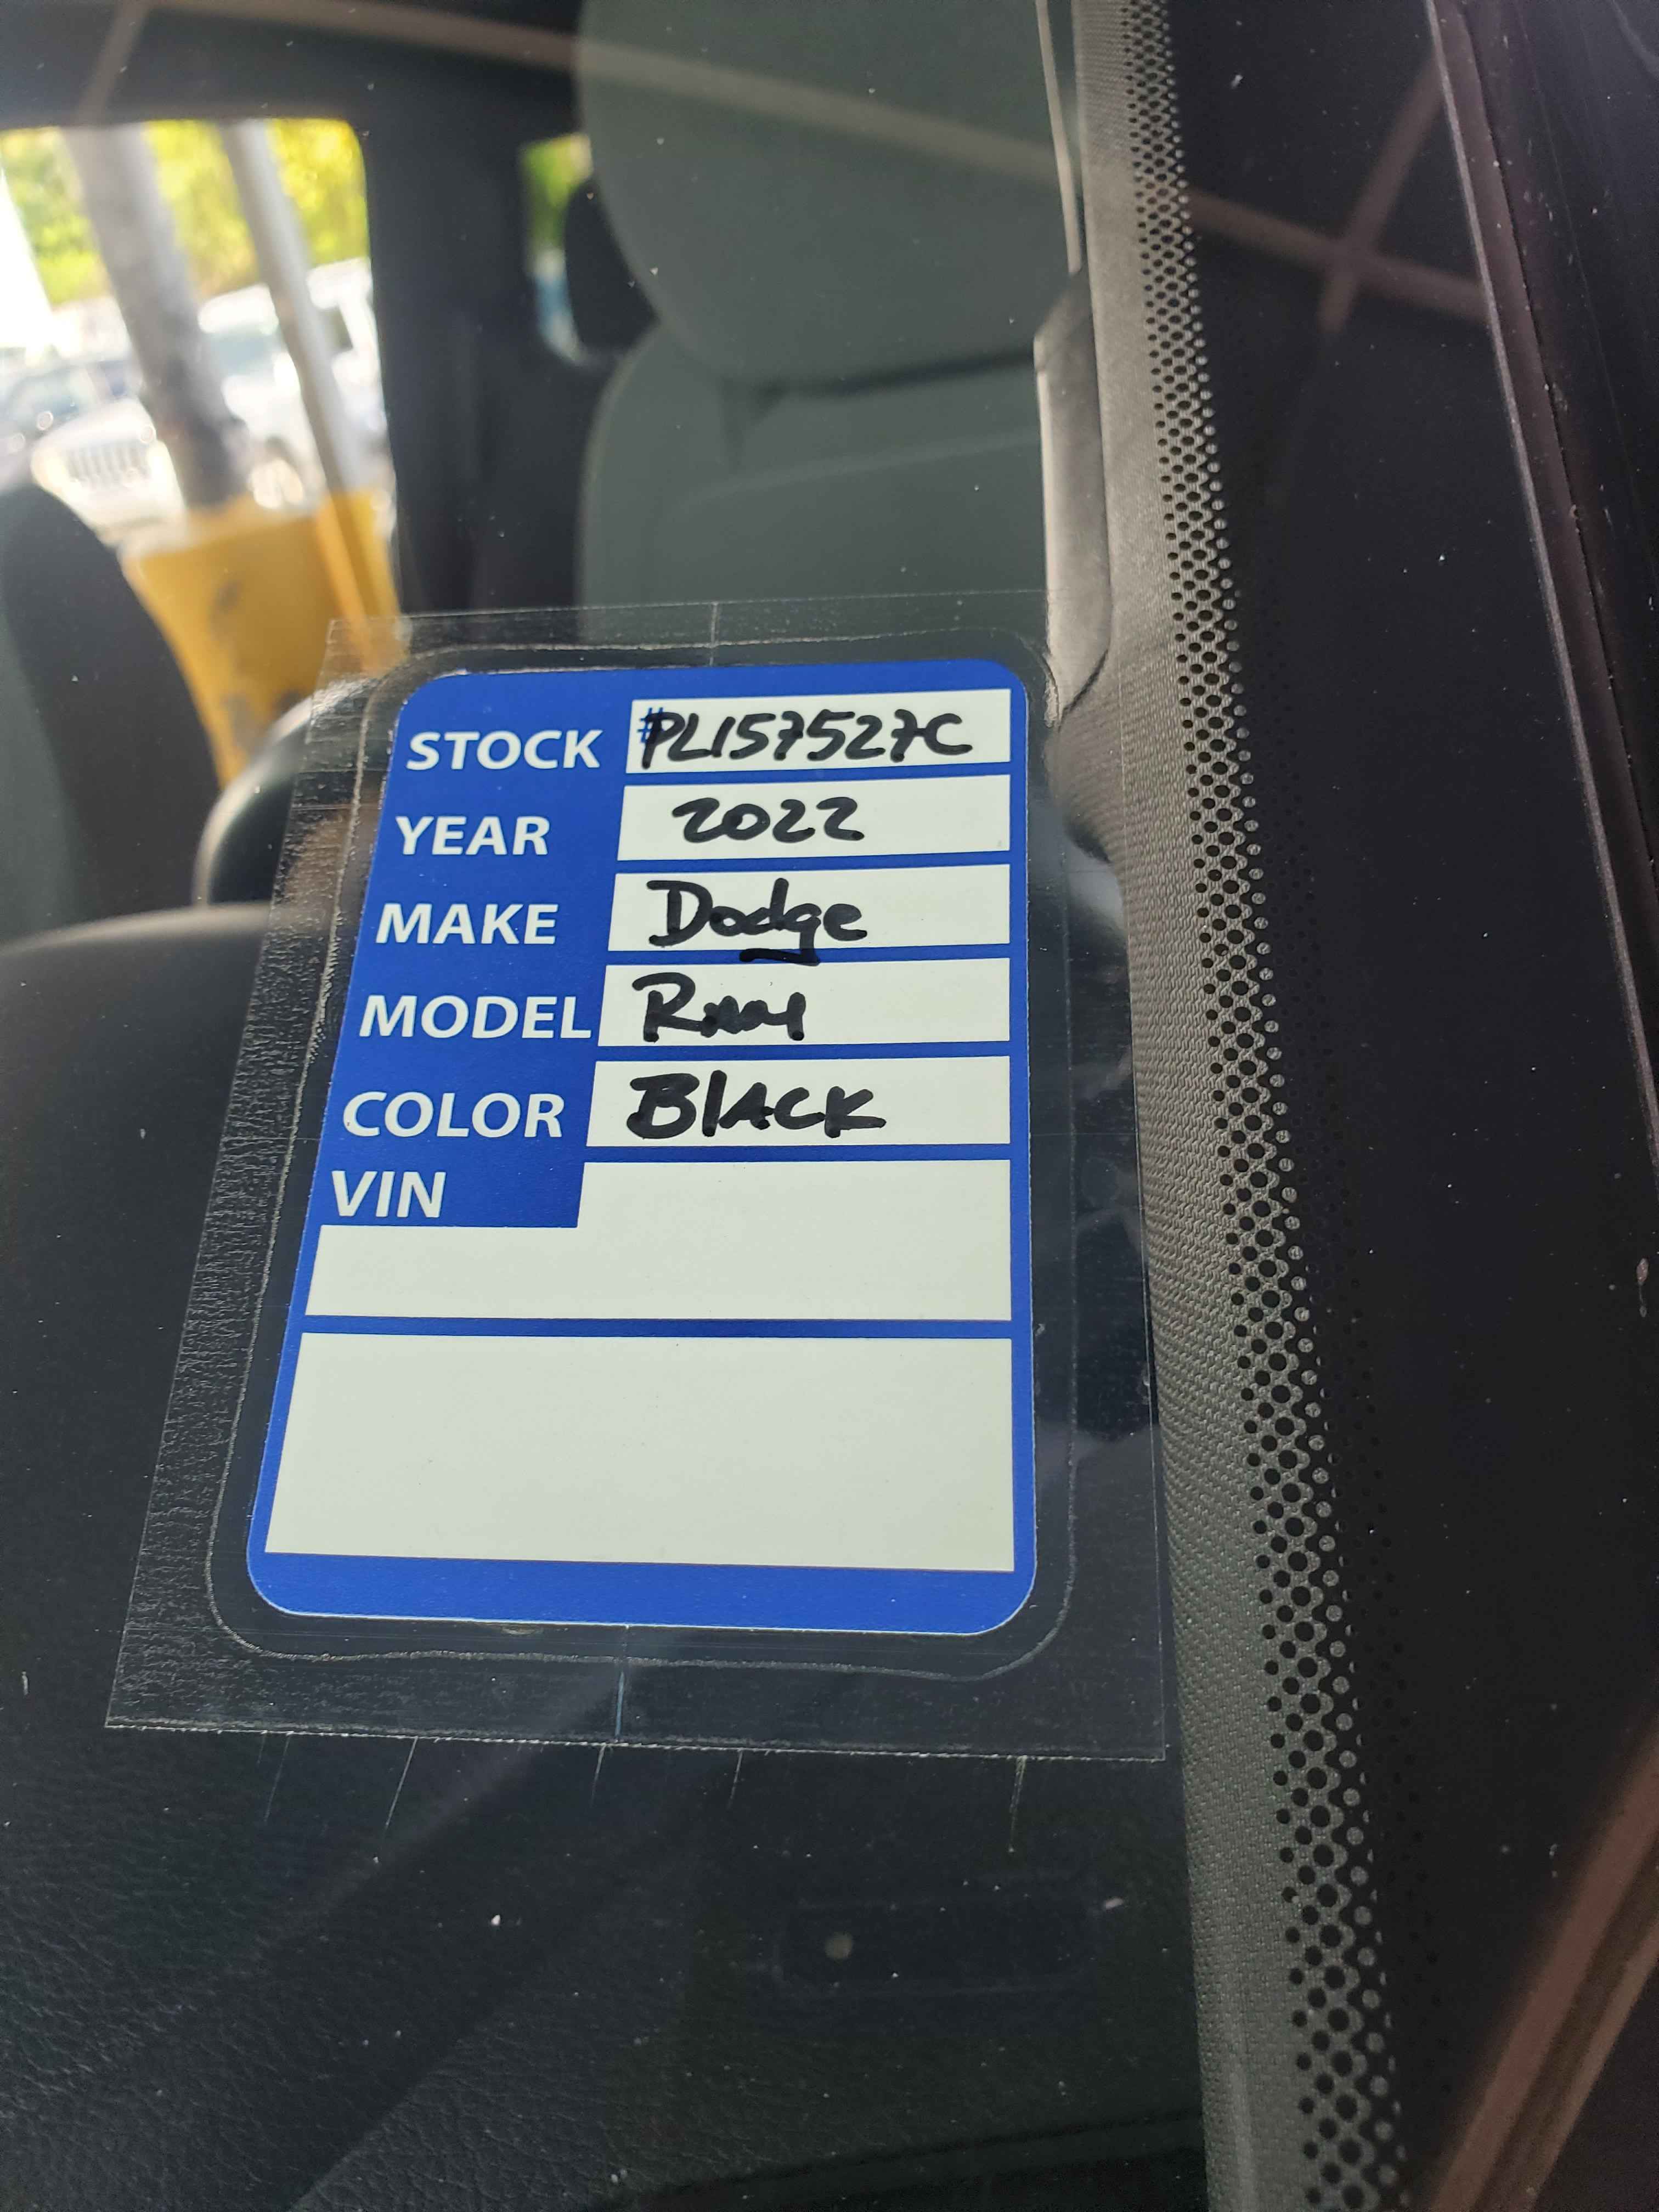 STOCK #PL157527C
YEAR 2022
MAKE Dodge
MODEL Ram
COLOR BlACK
VIN